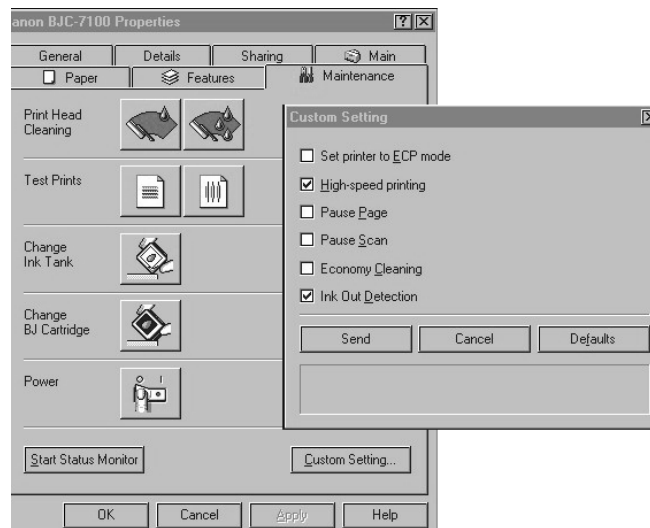 anon BJC-7100 Properties
General Details Sharing Main
Paper Features Maintenance
Print Head
Cleaning
Test Prints
Change
Ink Tank
Change
BJ Cartridge
Power
Start Status Monitor Custom Setting...
OK Cancel Apply Help
Custom Setting
Set printer to ECP mode
High-speed printing
Pause Page
Pause Scan
Economy Cleaning
Ink Out Detection
Send Cancel Defaults